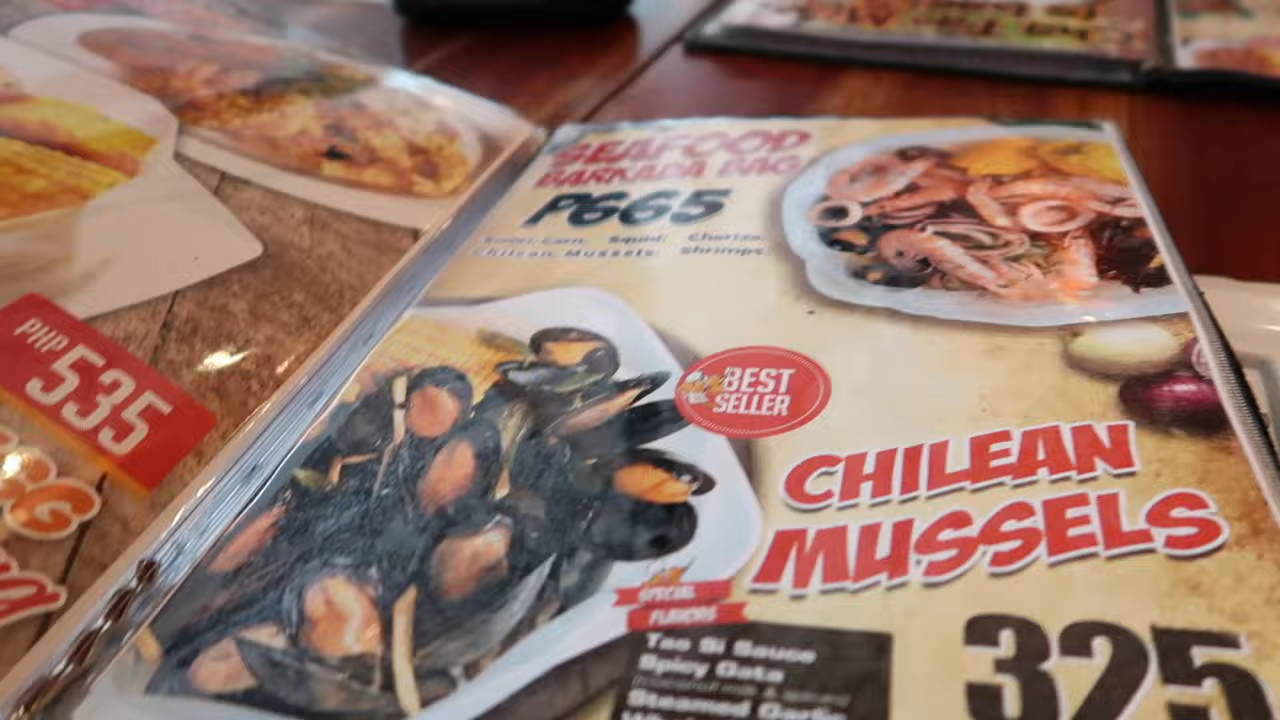 SEAFOOD
BARKADA BAG
P665
Sweet Corn Squid Chorizo
Chilean Mussels Shrimps
PHP
535
BEST
SELLER
CHILEAN
MUSSELS
325
SPECIAL
FLAVORS
Tao Si Sauce
Spicy Gata
Steamed Garlic